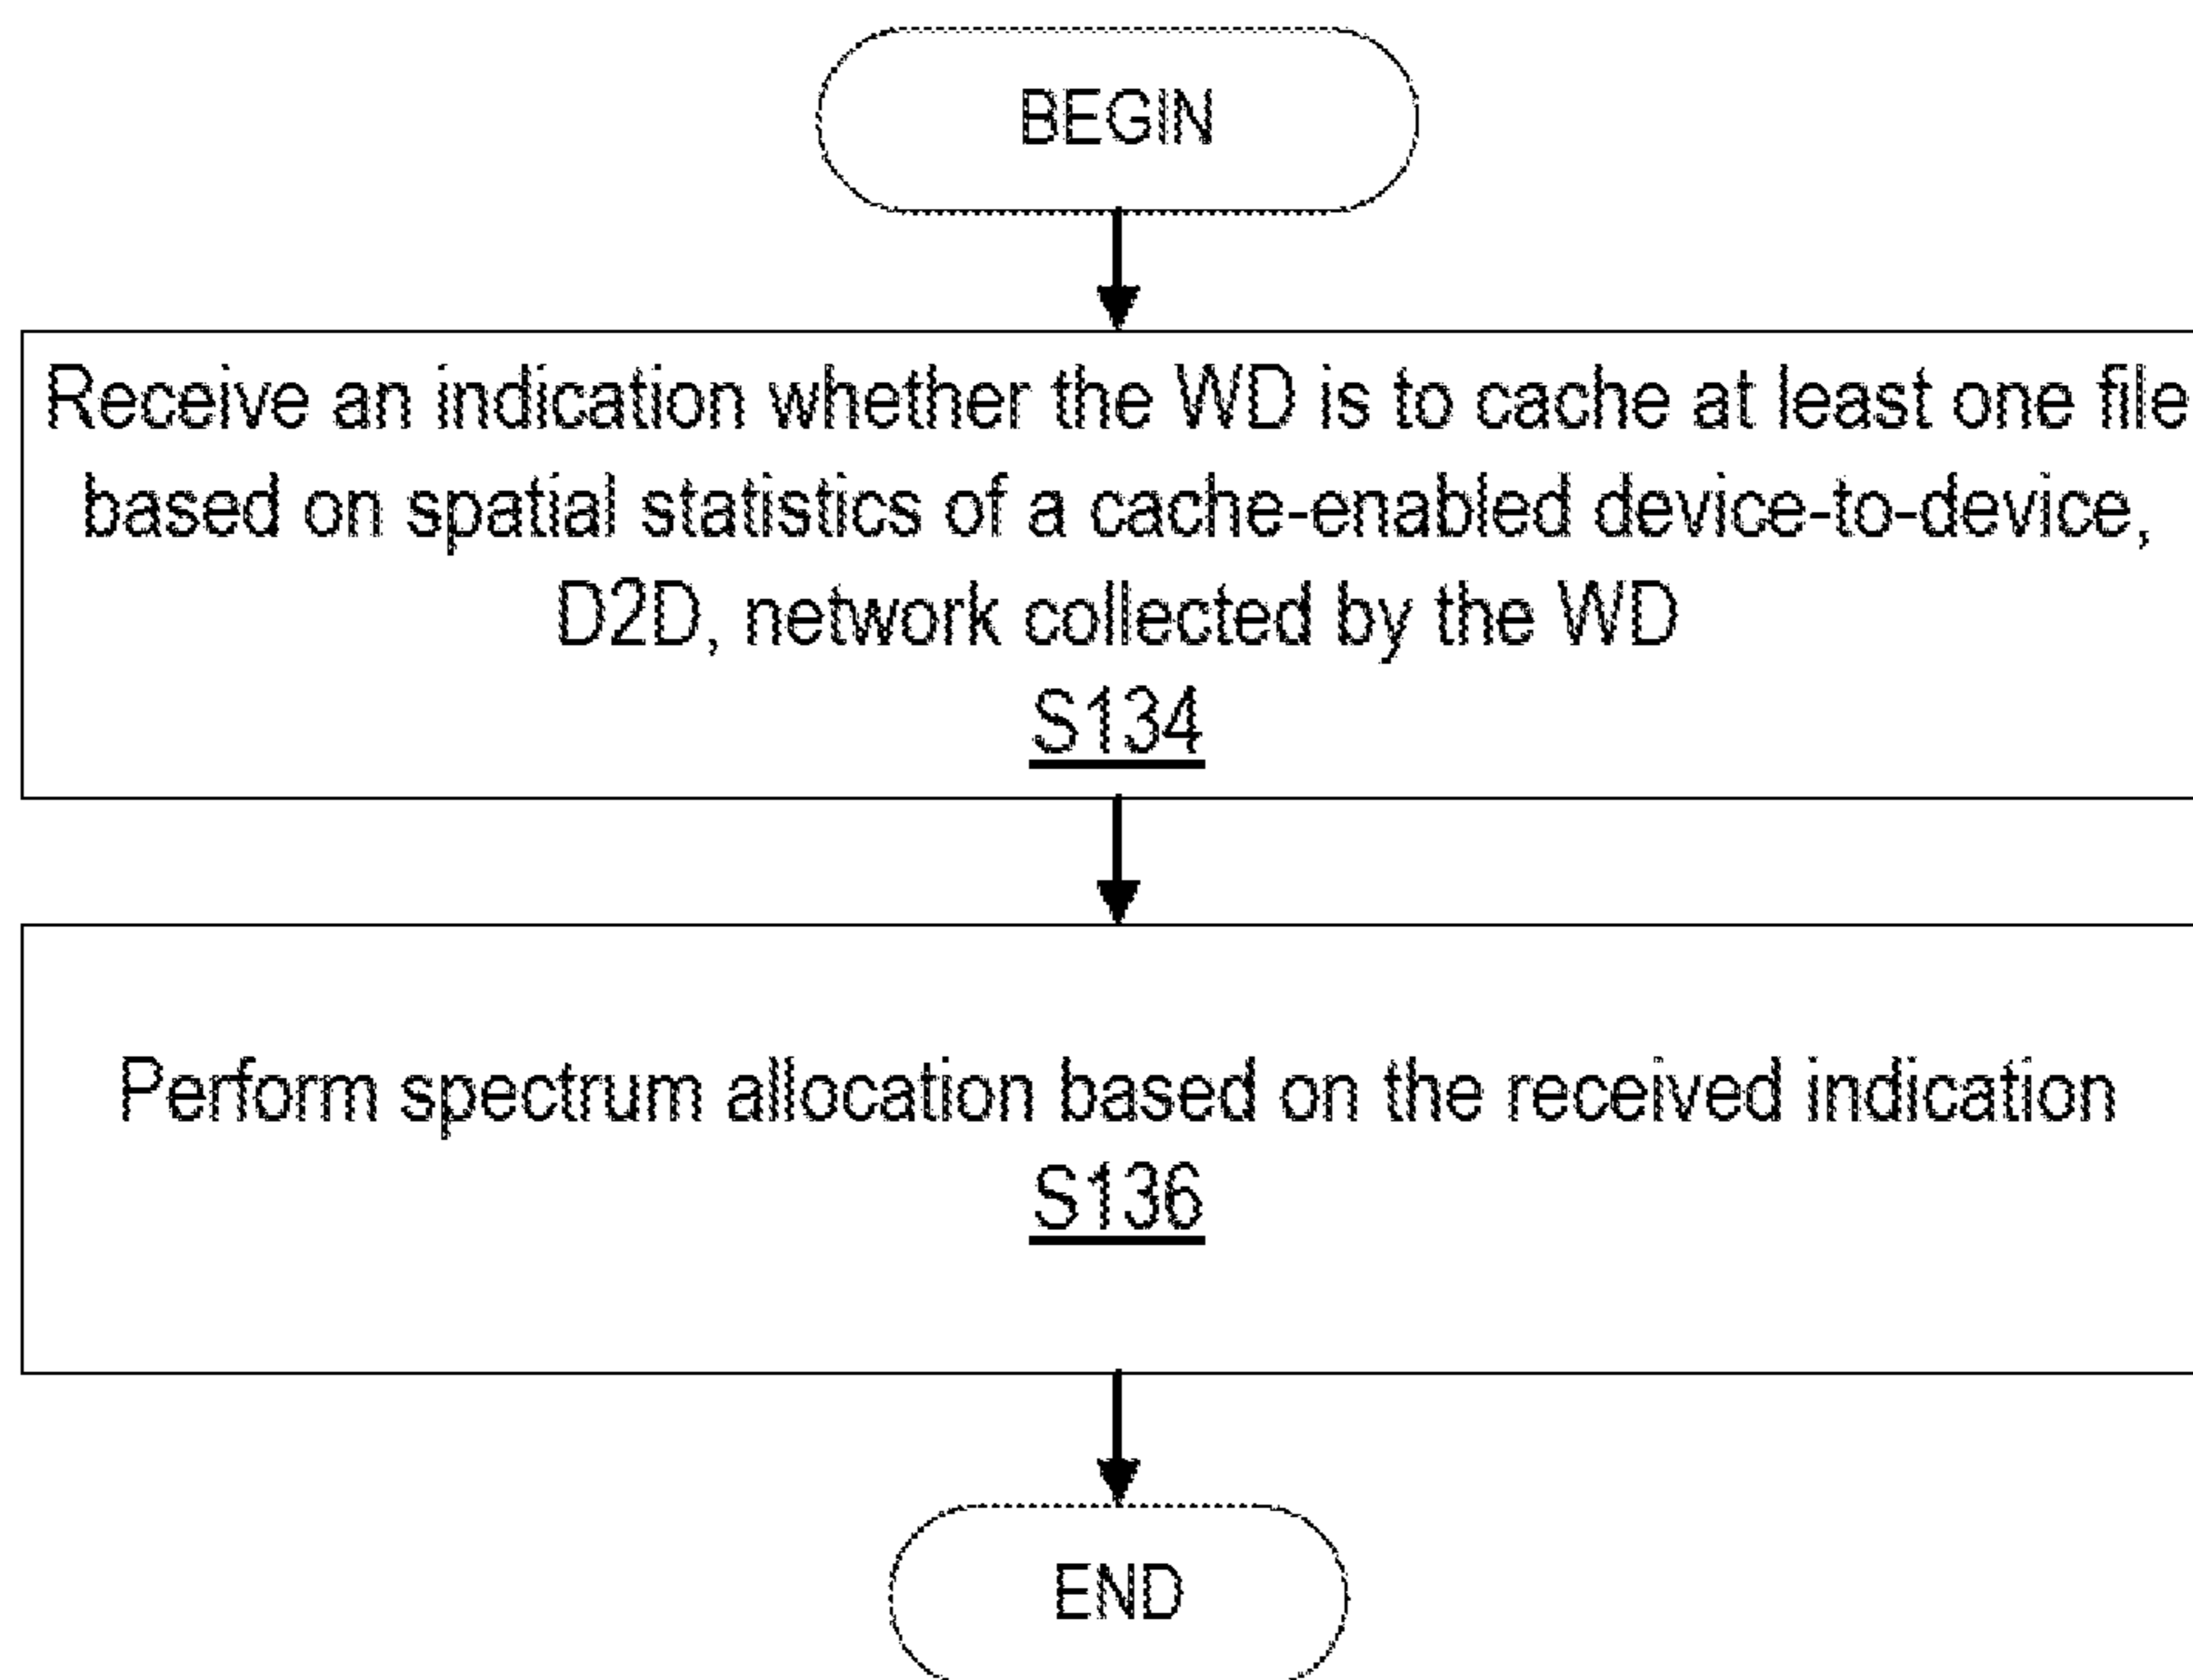 BEGIN
Receive an indication whether the WD is to cache at least one file
based on spatial statistics of a cache-enabled device-to-device,
D2D, network collected by the WD
S134
Perform spectrum allocation based on the received indication
S136
END